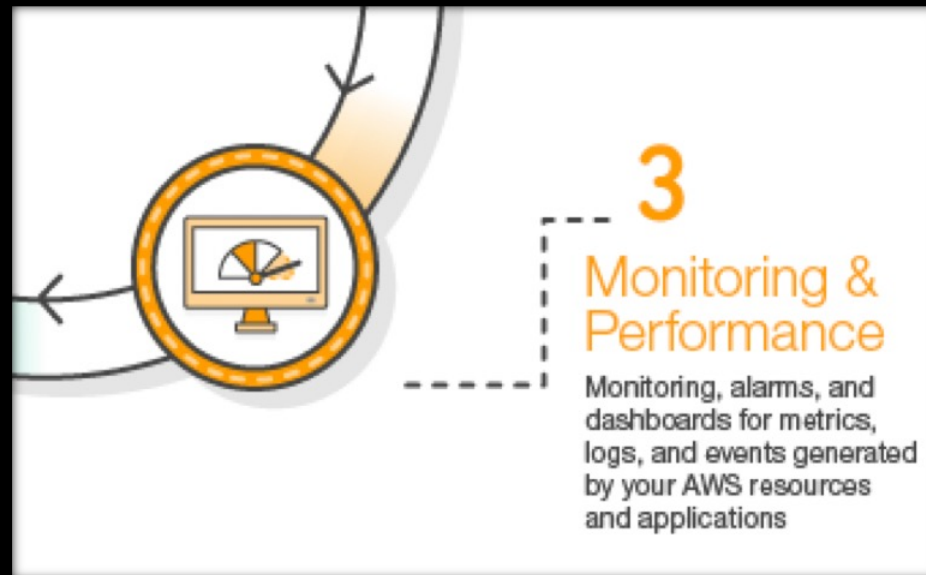 3
Monitoring &
Performance
Monitoring, alarms, and
dashboards for metrics,
logs, and events generated
by your AWS resources
and applications